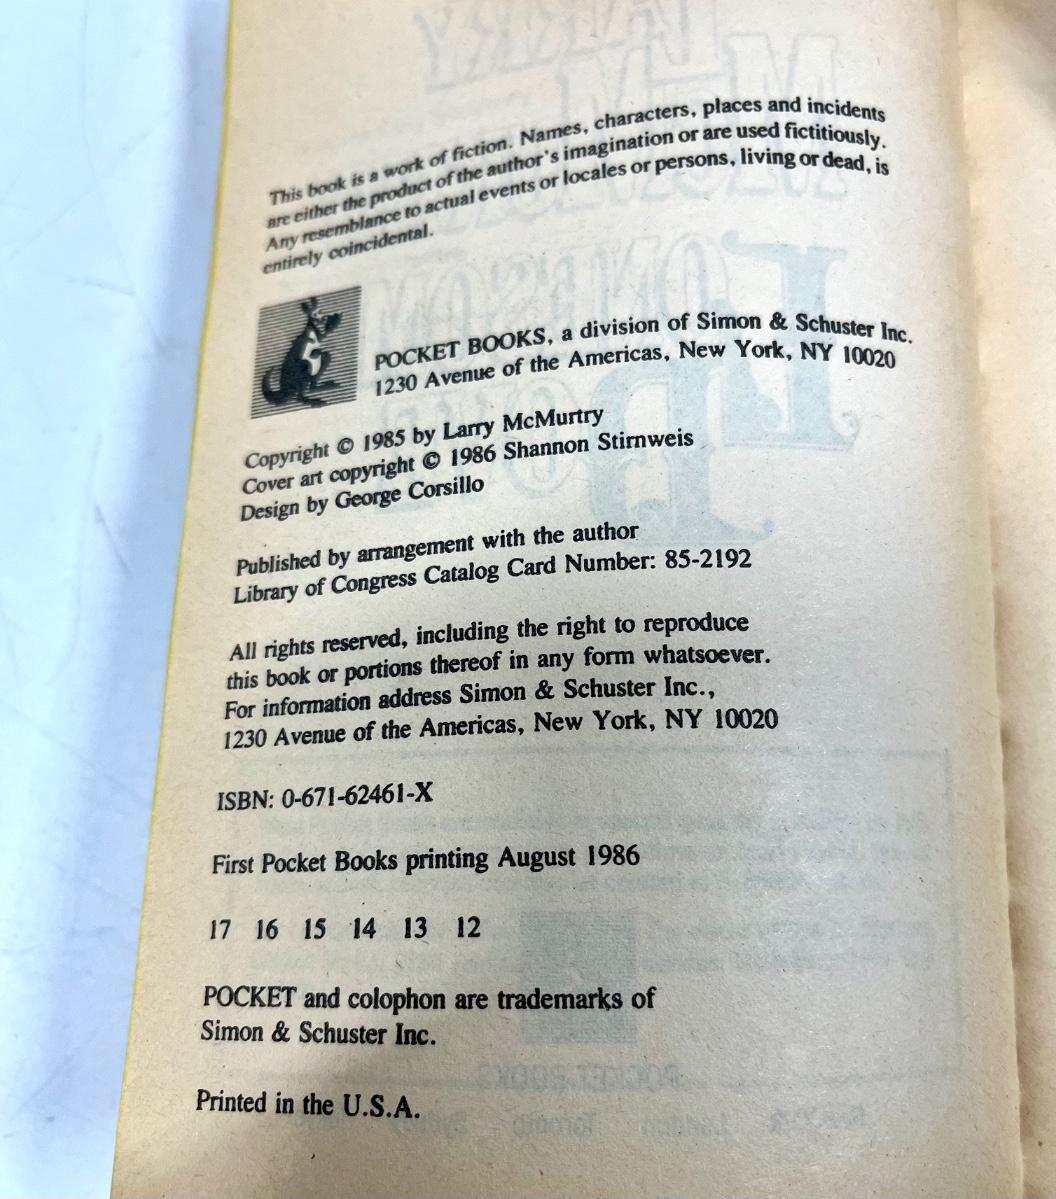 This book is a work of fiction. Names, characters, places and incidents
are either the product of the author's imagination or are used fictitiously.
Any resemblance to actual events or locales or persons, living or dead, is
entirely coincidental.
POCKET BOOKS, a division of Simon & Schuster Inc.
1230 Avenue of the Americas, New York, NY 10020
Copyright © 1985 by Larry McMurtry
Cover art copyright © 1986 Shannon Stirnweis
Design by George Corsillo
Published by arrangement with the author
Library of Congress Catalog Card Number: 85-2192
All rights reserved, including the right to reproduce
this book or portions thereof in any form whatsoever.
For information address Simon & Schuster Inc.,
1230 Avenue of the Americas, New York, NY 10020
ISBN: 0-671-62461-X
First Pocket Books printing August 1986
17 16 15 14 13 12
POCKET and colophon are trademarks of
Simon & Schuster Inc.
Printed in the U.S.A.